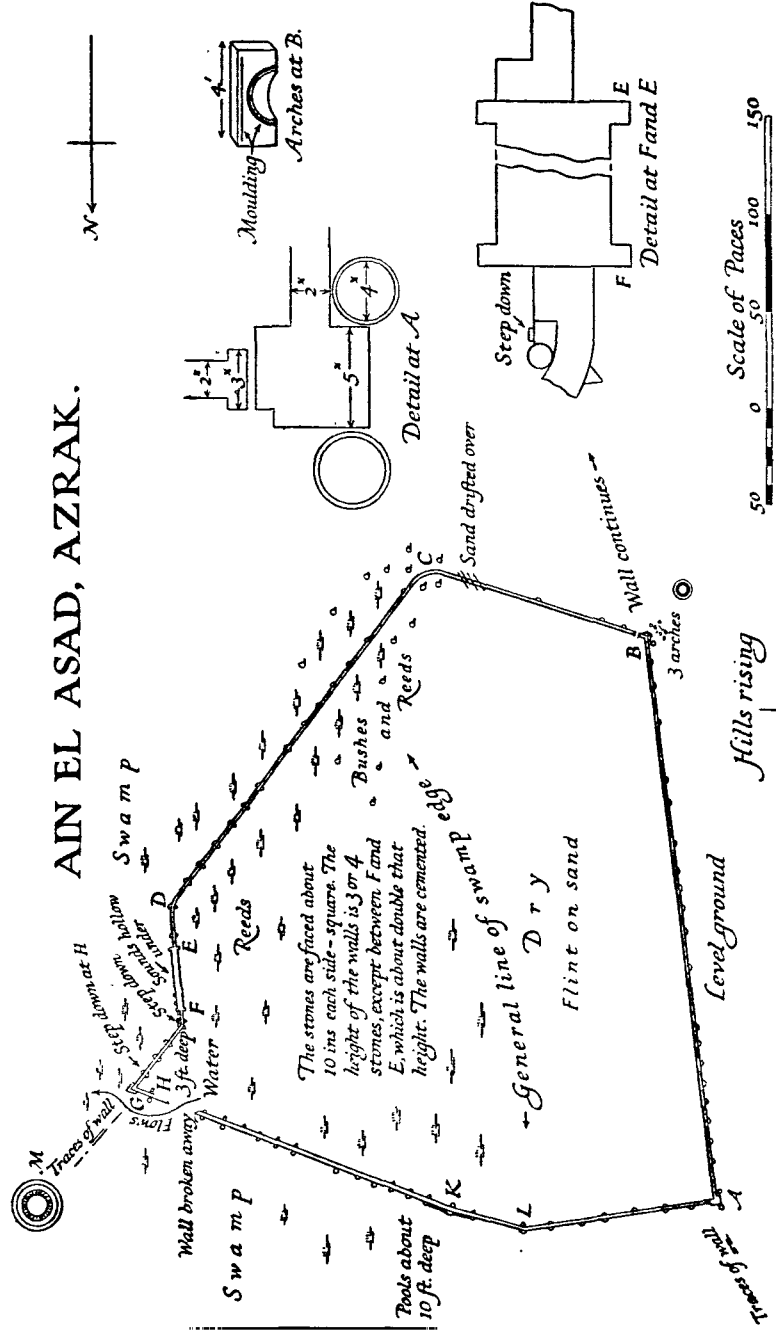 AIN EL ASAD, AZRAK.
N
4'
Moulding
Arches at B.
2ˣ
3ˣ
2ˣ
5ˣ
4ˣ
Detail at A
Step down
F
E
Detail at F and E
Scale of Paces
50
0
50
100
150
M
Traces of wall
Step down at H
Step down
Sounds hollow
under
Swamp
G
H
Flows
3 ft. deep
Water
F
E
D
Reeds
Wall broken away
Swamp
Pools about
10 ft. deep
K
L
The stones are faced about
10 ins each side-square. The
height of the walls is 3 or 4
stones, except between F and
E, which is about double that
height. The walls are cemented.
Bushes
and
Reeds
C
Sand drifted over
General line of swamp edge
Dry
Flint on sand
Wall continues
B
3 arches
A
Traces of wall
Level ground
Hills rising